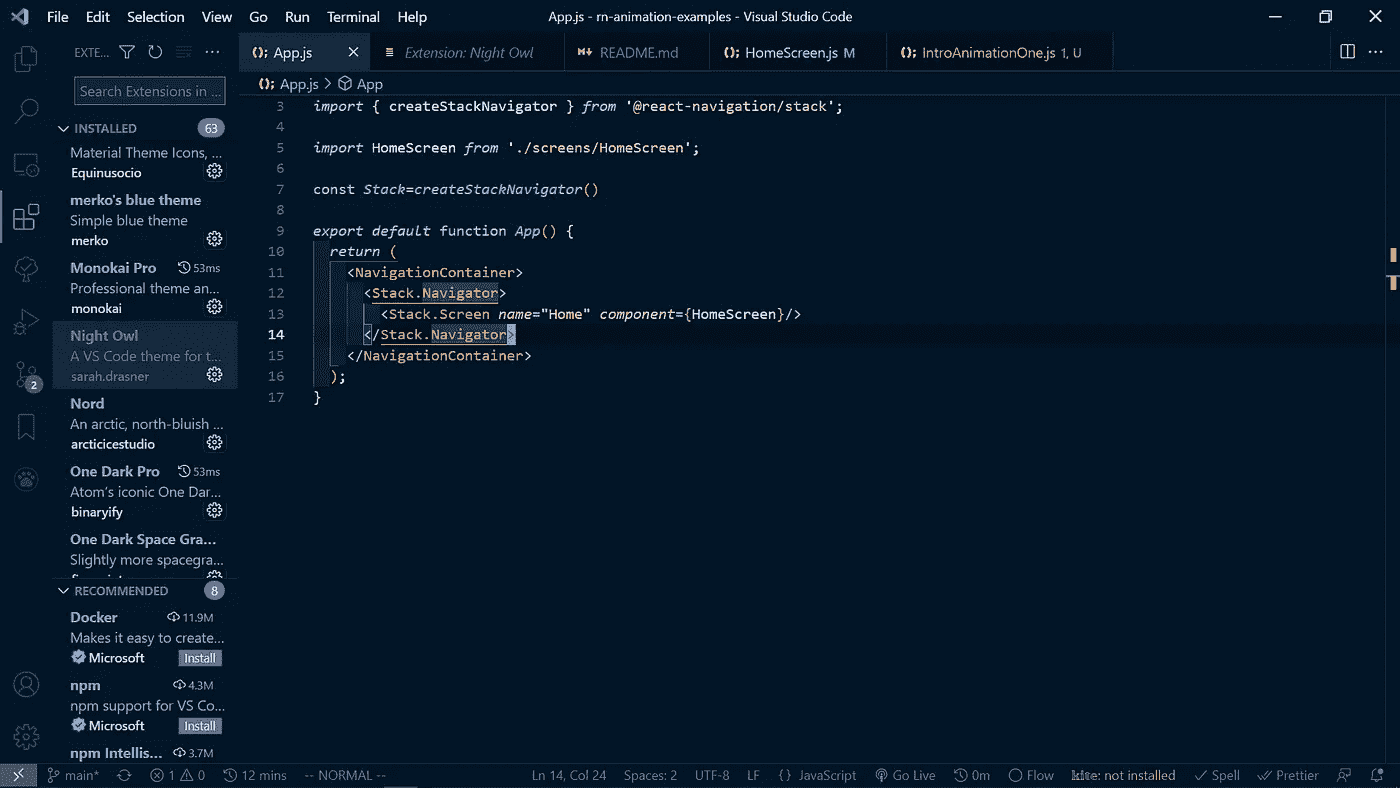 File Edit Selection View Go Run Terminal Help App.js - rn-animation-examples - Visual Studio Code
EXTE... ...
Search Extensions in ...
INSTALLED 63
Material Theme Icons, ...
Equinusocio
merko's blue theme
Simple blue theme
merko
Monokai Pro 53ms
Professional theme an...
monokai
Night Owl
A VS Code theme for t...
sarah.drasner
Nord
An arctic, north-bluish ...
arcticicestudio
One Dark Pro 53ms
Atom's iconic One Dar...
binaryify
One Dark Space Gra...
Slightly more spacegra...
RECOMMENDED 8
Docker 11.9M
Makes it easy to create...
Microsoft Install
npm 4.3M
npm support for VS Co...
Microsoft Install
npm Intellis... 3.7M
2
App.js Extension: Night Owl README.md HomeScreen.js M IntroAnimationOne.js 1, U
App.js > App
3 import { createStackNavigator } from '@react-navigation/stack';
4
5 import HomeScreen from './screens/HomeScreen';
6
7 const Stack=createStackNavigator()
8
9 export default function App() {
10 return (
11 <NavigationContainer>
12 <Stack.Navigator>
13 <Stack.Screen name="Home" component={HomeScreen}/>
14 </Stack.Navigator>
15 </NavigationContainer>
16 );
17 }
main* 1 0 12 mins -- NORMAL -- Ln 14, Col 24 Spaces: 2 UTF-8 LF {} JavaScript Go Live 0m Flow kite: not installed Spell Prettier